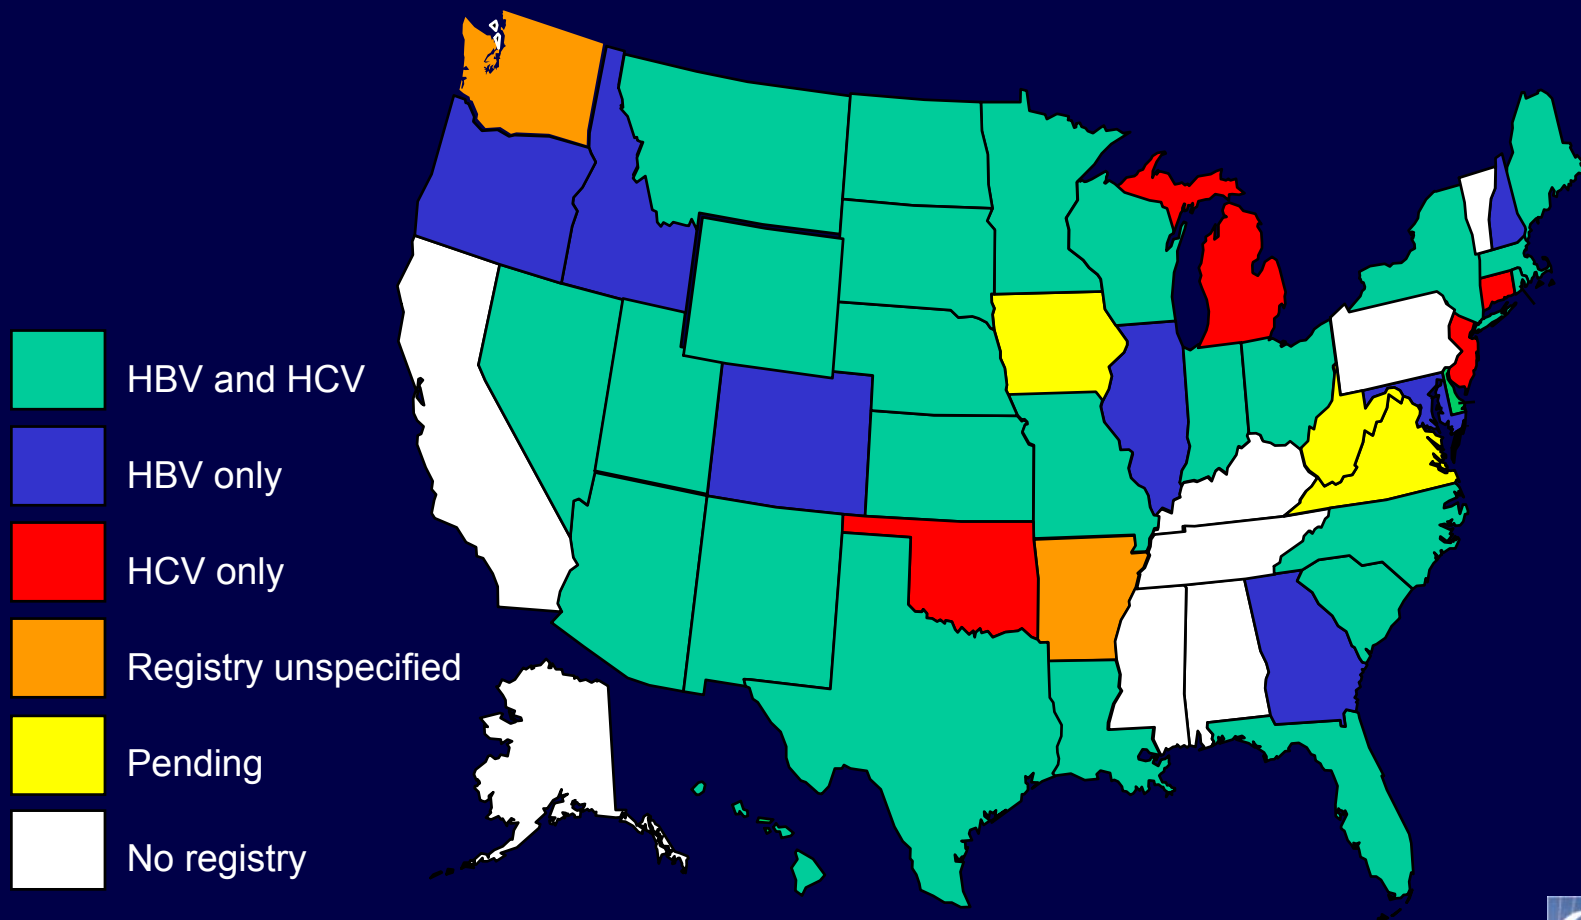 HBV and HCV
HBV only
HCV only
Registry unspecified
Pending
No registry